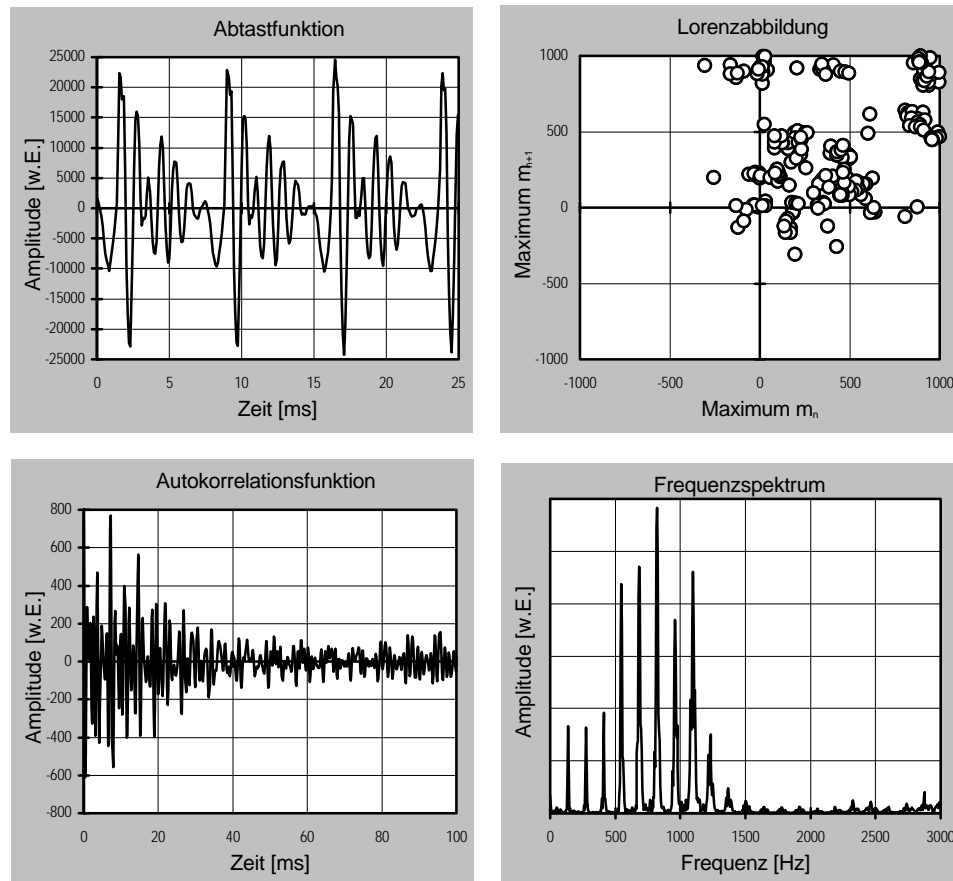 Abtastfunktion
Amplitude [w.E.]
25000
20000
15000
10000
5000
0
-5000
-10000
-15000
-20000
-25000
0 5 10 15 20 25
Zeit [ms]
Lorenzabbildung
Maximum mₙ₊₁
1000
500
0
-500
-1000
-1000 -500 0 500 1000
Maximum mₙ
Autokorrelationsfunktion
Amplitude [w.E.]
800
600
400
200
0
-200
-400
-600
-800
0 20 40 60 80 100
Zeit [ms]
Frequenzspektrum
Amplitude [w.E.]
0 500 1000 1500 2000 2500 3000
Frequenz [Hz]